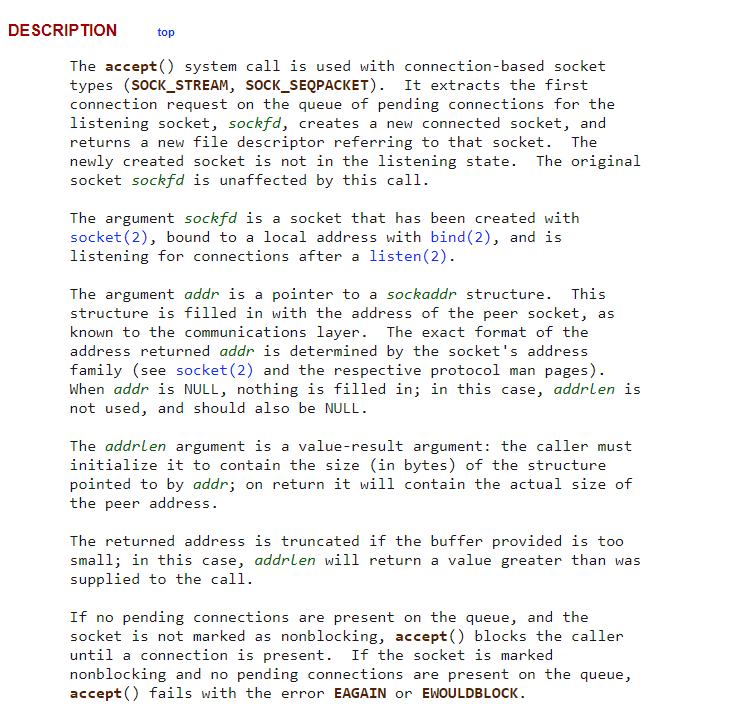 DESCRIPTION top
The accept() system call is used with connection-based socket
types (SOCK_STREAM, SOCK_SEQPACKET). It extracts the first
connection request on the queue of pending connections for the
listening socket, sockfd, creates a new connected socket, and
returns a new file descriptor referring to that socket. The
newly created socket is not in the listening state. The original
socket sockfd is unaffected by this call.
The argument sockfd is a socket that has been created with
socket(2), bound to a local address with bind(2), and is
listening for connections after a listen(2).
The argument addr is a pointer to a sockaddr structure. This
structure is filled in with the address of the peer socket, as
known to the communications layer. The exact format of the
address returned addr is determined by the socket's address
family (see socket(2) and the respective protocol man pages).
When addr is NULL, nothing is filled in; in this case, addrlen is
not used, and should also be NULL.
The addrlen argument is a value-result argument: the caller must
initialize it to contain the size (in bytes) of the structure
pointed to by addr; on return it will contain the actual size of
the peer address.
The returned address is truncated if the buffer provided is too
small; in this case, addrlen will return a value greater than was
supplied to the call.
If no pending connections are present on the queue, and the
socket is not marked as nonblocking, accept() blocks the caller
until a connection is present. If the socket is marked
nonblocking and no pending connections are present on the queue,
accept() fails with the error EAGAIN or EWOULDBLOCK.